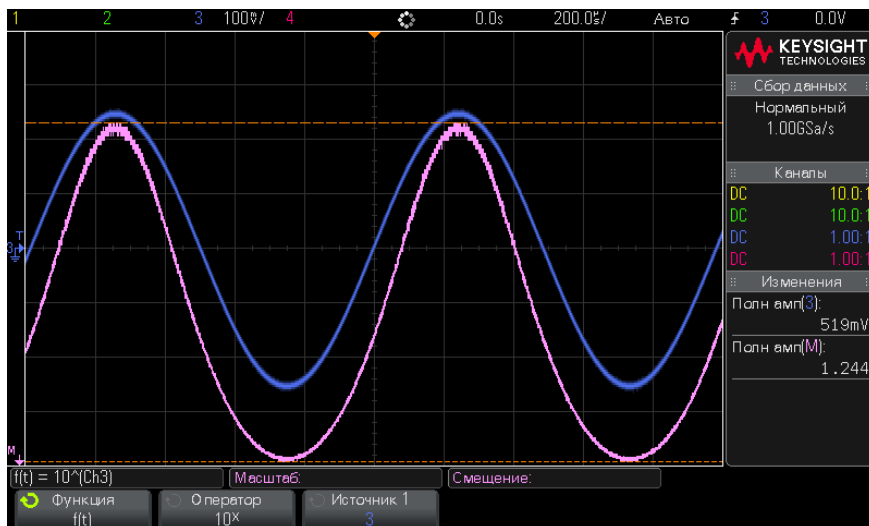 1 2 3 100㎷/ 4 0.0s 200.0㎲/ Авто 3 0.0V
KEYSIGHT
TECHNOLOGIES
Сбор данных
Нормальный
1.00GSa/s
Каналы
DC 10.0:1
DC 10.0:1
DC 1.00:1
DC 1.00:1
Изменения
Полн амп(3):
519mV
Полн амп(M):
1.244
T
3
M
f(t) = 10^(Ch3) Масштаб: Смещение:
Функция
f(t)
Оператор
10ˣ
Источник 1
3